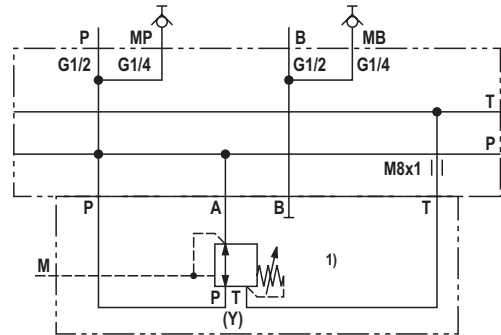 P MP B MB
G1/2 G1/4 G1/2 G1/4
T
P
M8x1
P A B T
M
1)
P T
(Y)